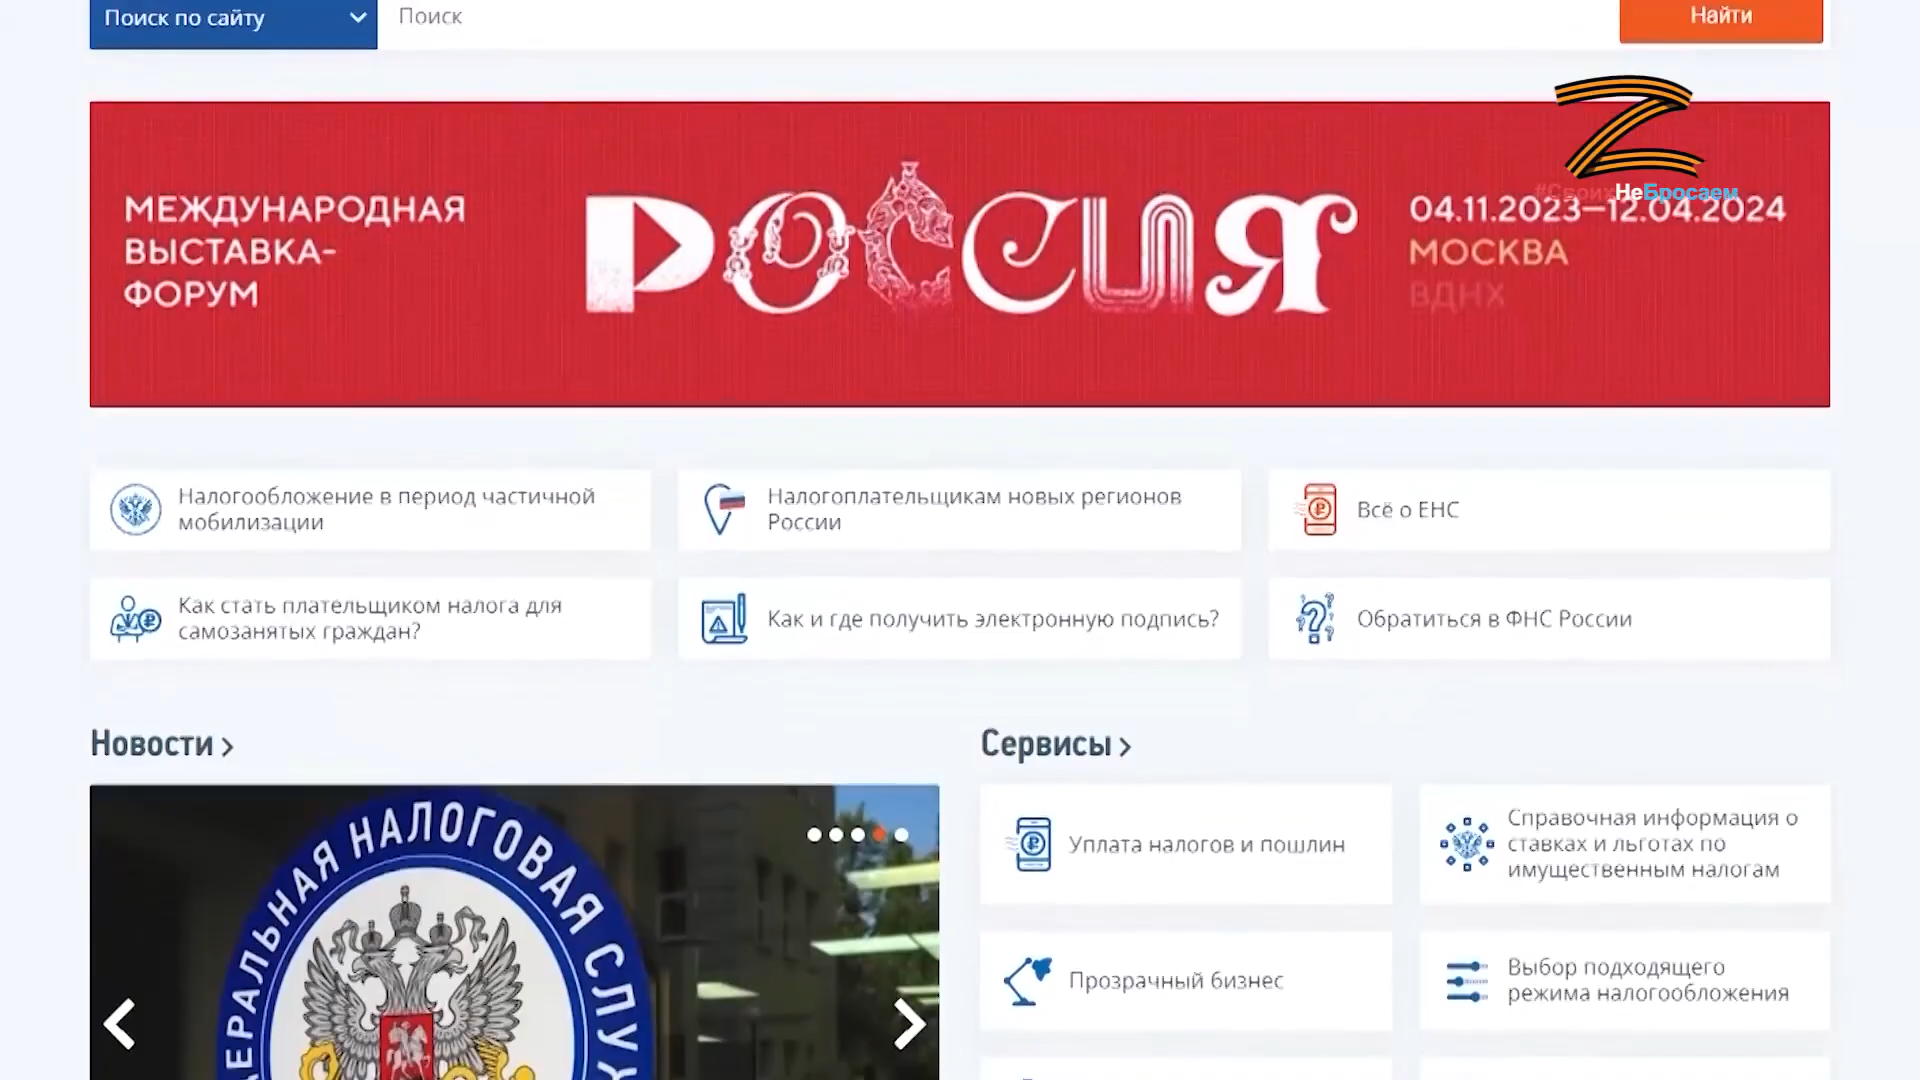 Поиск по сайту
Поиск
Найти
#СвоихНеБросаем
МЕЖДУНАРОДНАЯ
ВЫСТАВКА-
ФОРУМ
РОССИЯ
04.11.2023–12.04.2024
МОСКВА
ВДНХ
Налогообложение в период частичной
мобилизации
Налогоплательщикам новых регионов
России
Всё о ЕНС
Как стать плательщиком налога для
самозанятых граждан?
Как и где получить электронную подпись?
Обратиться в ФНС России
Новости
Сервисы
ЕРАЛЬНАЯ НАЛОГОВАЯ СЛУЖ
Уплата налогов и пошлин
Справочная информация о
ставках и льготах по
имущественным налогам
Прозрачный бизнес
Выбор подходящего
режима налогообложения